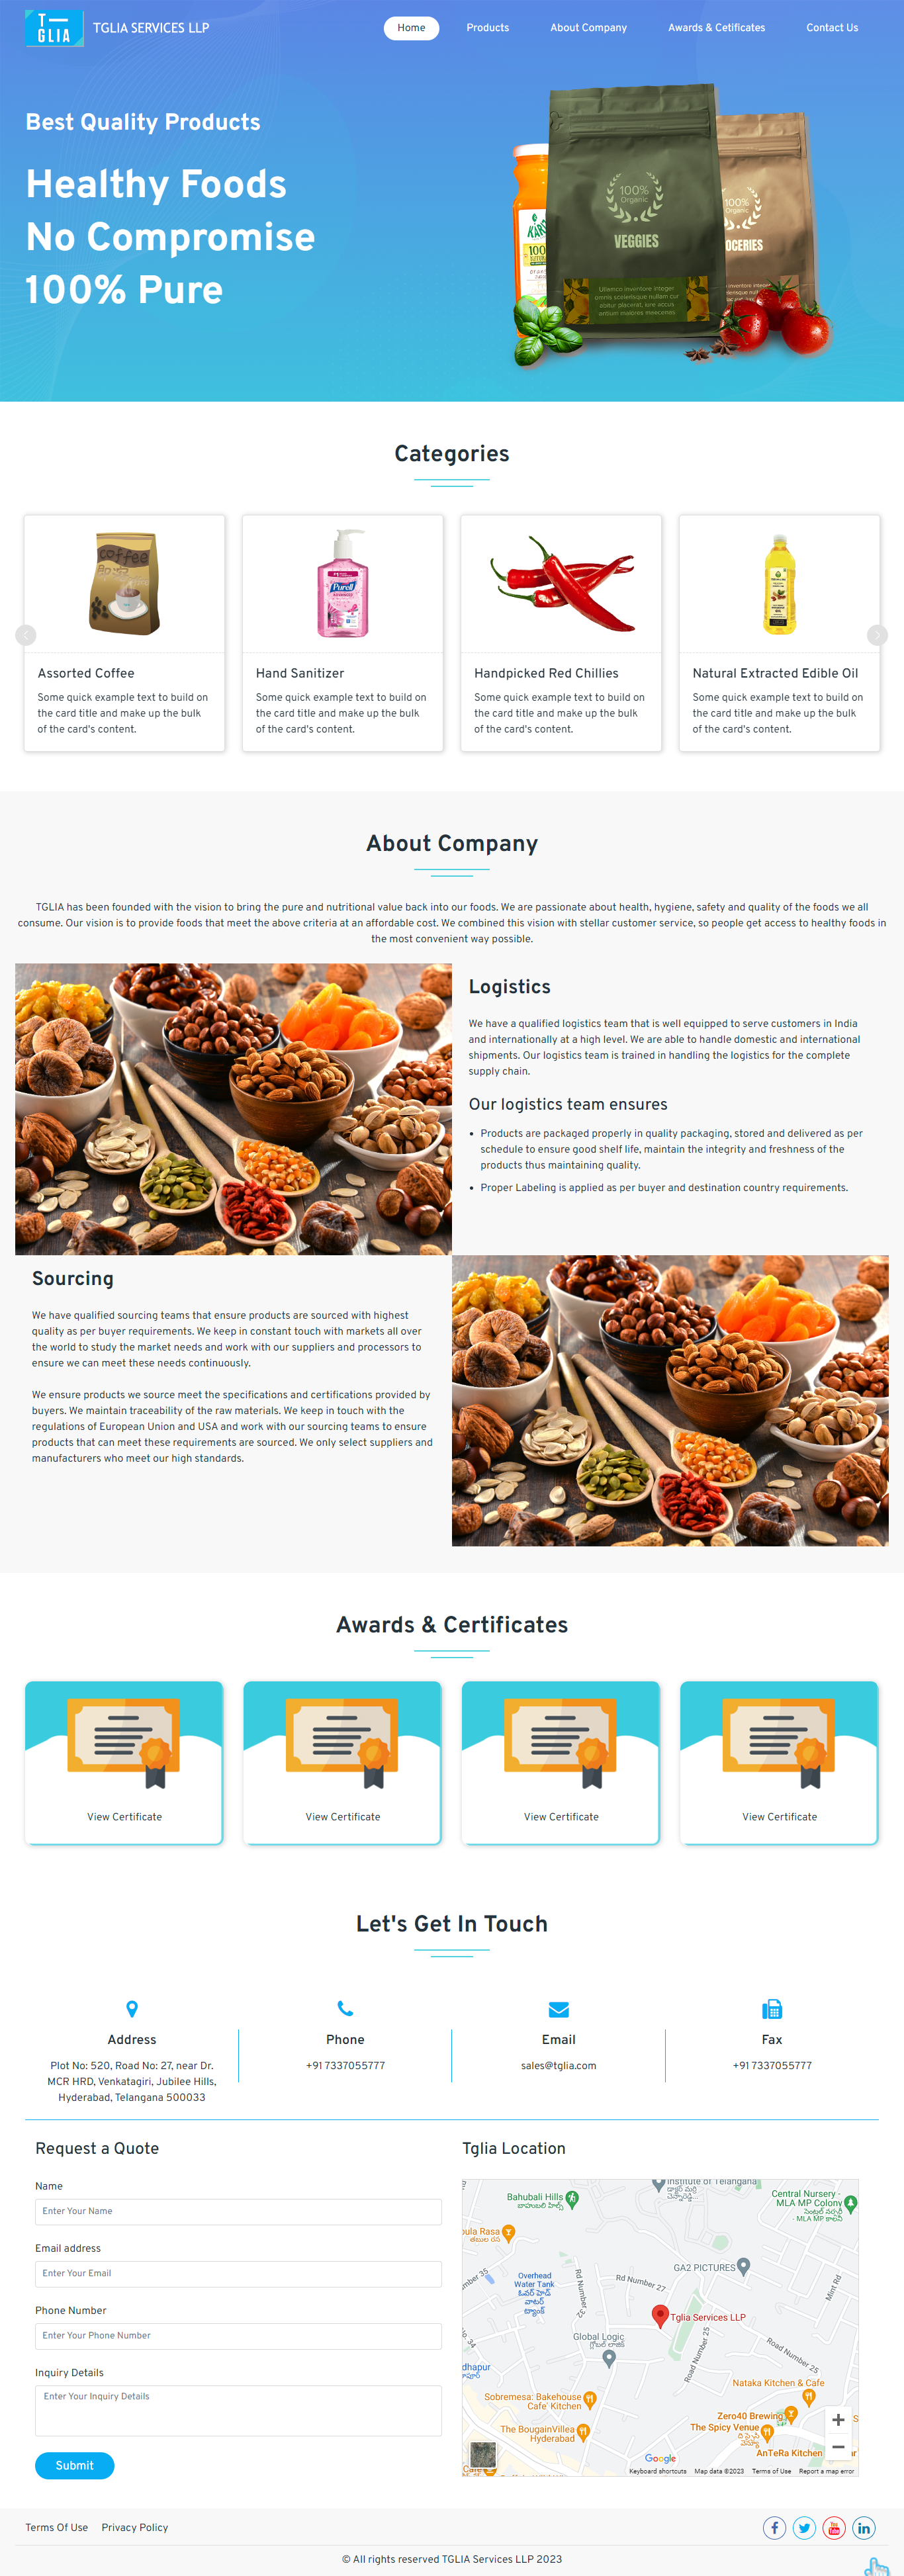 T—
GLIA
TGLIA SERVICES LLP
Home
Products
About Company
Awards & Cetificates
Contact Us
Best Quality Products
Healthy Foods
No Compromise
100% Pure
100%
Organic
VEGGIES
100%
Organic
Categories
coffee
Purell
Assorted Coffee
Some quick example text to build on
the card title and make up the bulk
of the card's content.
Hand Sanitizer
Some quick example text to build on
the card title and make up the bulk
of the card's content.
Handpicked Red Chillies
Some quick example text to build on
the card title and make up the bulk
of the card's content.
Natural Extracted Edible Oil
Some quick example text to build on
the card title and make up the bulk
of the card's content.
About Company
TGLIA has been founded with the vision to bring the pure and nutritional value back into our foods. We are passionate about health, hygiene, safety and quality of the foods we all
consume. Our vision is to provide foods that meet the above criteria at an affordable cost. We combined this vision with stellar customer service, so people get access to healthy foods in
the most convenient way possible.
Logistics
We have a qualified logistics team that is well equipped to serve customers in India
and internationally at a high level. We are able to handle domestic and international
shipments. Our logistics team is trained in handling the logistics for the complete
supply chain.
Our logistics team ensures
• Products are packaged properly in quality packaging, stored and delivered as per
schedule to ensure good shelf life, maintain the integrity and freshness of the
products thus maintaining quality.
• Proper Labeling is applied as per buyer and destination country requirements.
Sourcing
We have qualified sourcing teams that ensure products are sourced with highest
quality as per buyer requirements. We keep in constant touch with markets all over
the world to study the market needs and work with our suppliers and processors to
ensure we can meet these needs continuously.
We ensure products we source meet the specifications and certifications provided by
buyers. We maintain traceability of the raw materials. We keep in touch with the
regulations of European Union and USA and work with our sourcing teams to ensure
products that can meet these requirements are sourced. We only select suppliers and
manufacturers who meet our high standards.
Awards & Certificates
View Certificate
View Certificate
View Certificate
View Certificate
Let's Get In Touch
Address
Plot No: 520, Road No: 27, near Dr.
MCR HRD, Venkatagiri, Jubilee Hills,
Hyderabad, Telangana 500033
Phone
+91 7337055777
Email
sales@tglia.com
Fax
+91 7337055777
Request a Quote
Name
Enter Your Name
Email address
Enter Your Email
Phone Number
Enter Your Phone Number
Inquiry Details
Enter Your Inquiry Details
Submit
Tglia Location
Institute of Telangana
Bahubali Hills
బాహుబలి హిల్స్
Central Nursery -
MLA MP Colony
GA2 PICTURES
Overhead
Water Tank
ఓవర్ హెడ్
వాటర్
ట్యాంక్
Rd Number 27
Rd Number 32
Mint Rd
Tglia Services LLP
Global Logic
గ్లోబల్ లాజిక్
Road Number 25
Road Number 25
Nataka Kitchen & Cafe
Sobremesa: Bakehouse
Cafe' Kitchen
Zero40 Brewing
The Spicy Venue
The BougainVillea
Hyderabad
AnTeRa Kitchen
Google
Keyboard shortcuts
Map data ©2023
Terms of Use
Report a map error
Terms Of Use
Privacy Policy
© All rights reserved TGLIA Services LLP 2023